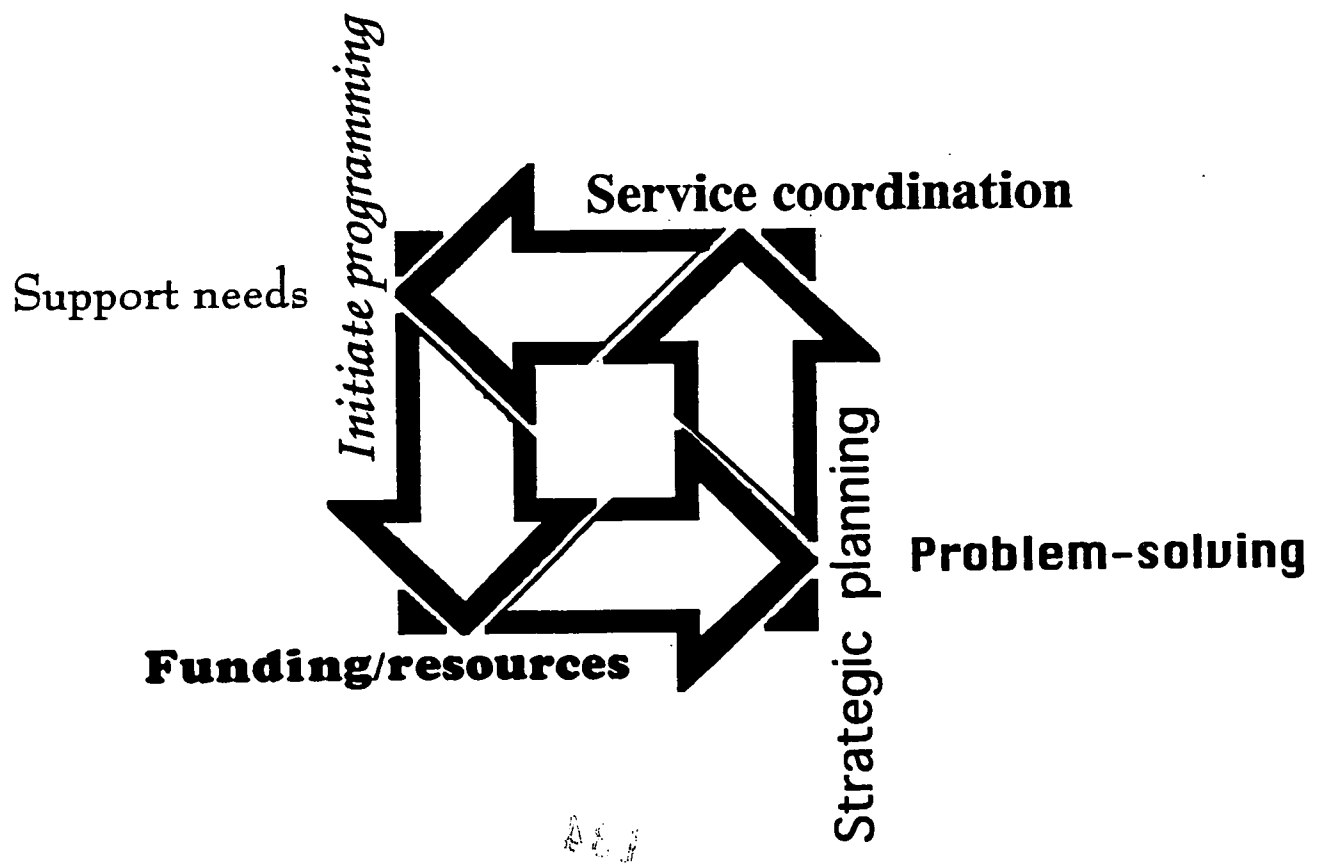 Initiate programming
Service coordination
Support needs
Strategic planning
Problem-solving
Funding/resources